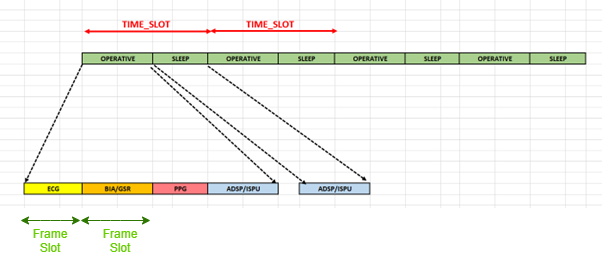 TIME_SLOT TIME_SLOT
OPERATIVE SLEEP OPERATIVE SLEEP OPERATIVE SLEEP OPERATIVE SLEEP
ECG BIA/GSR PPG ADSP/ISPU ADSP/ISPU
Frame Frame
Slot Slot